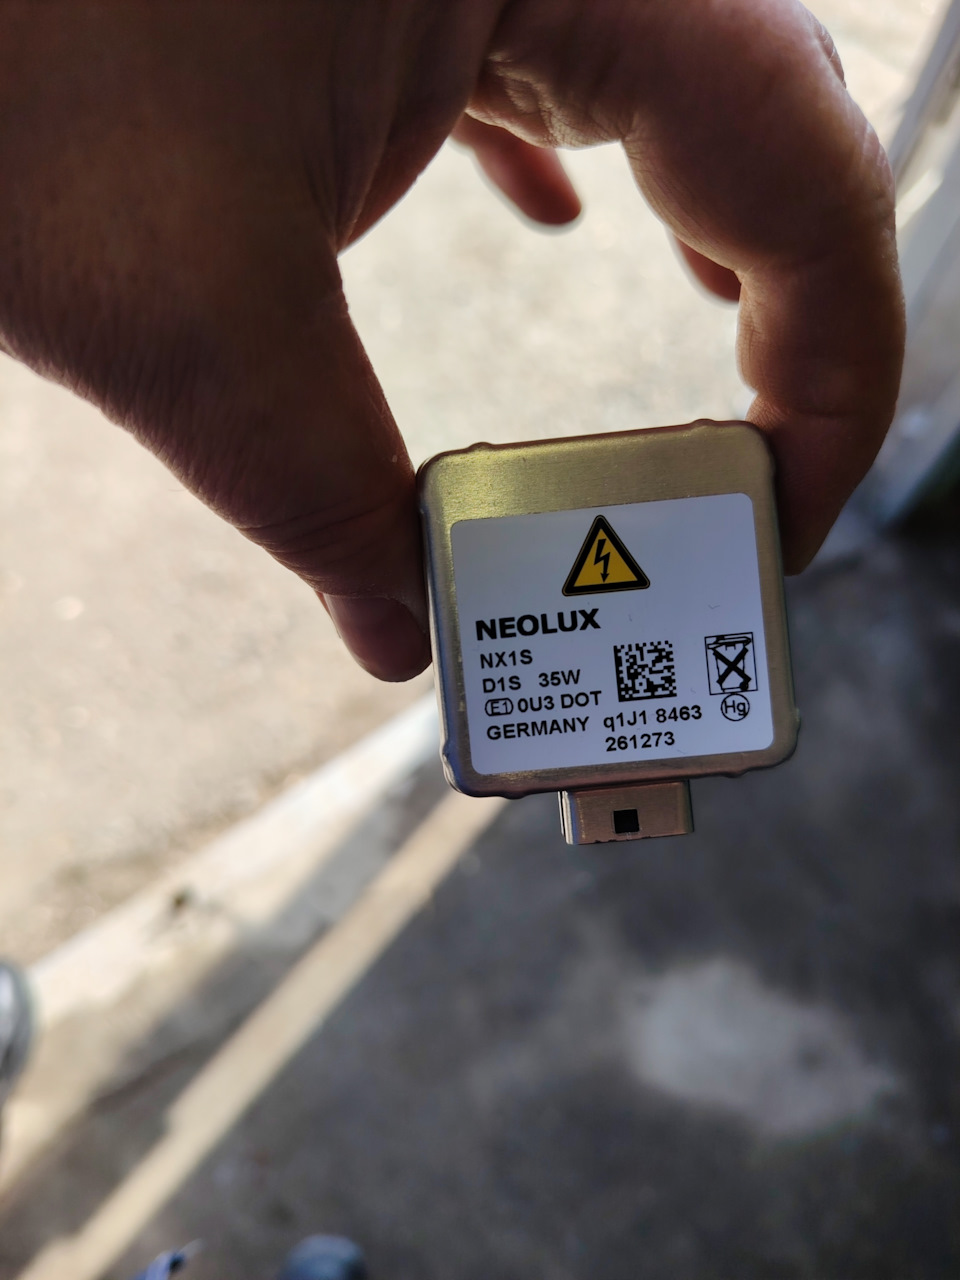 NEOLUX
NX1S
D1S 35W
E1 0U3 DOT
GERMANY q1J1 8463
261273
Hg